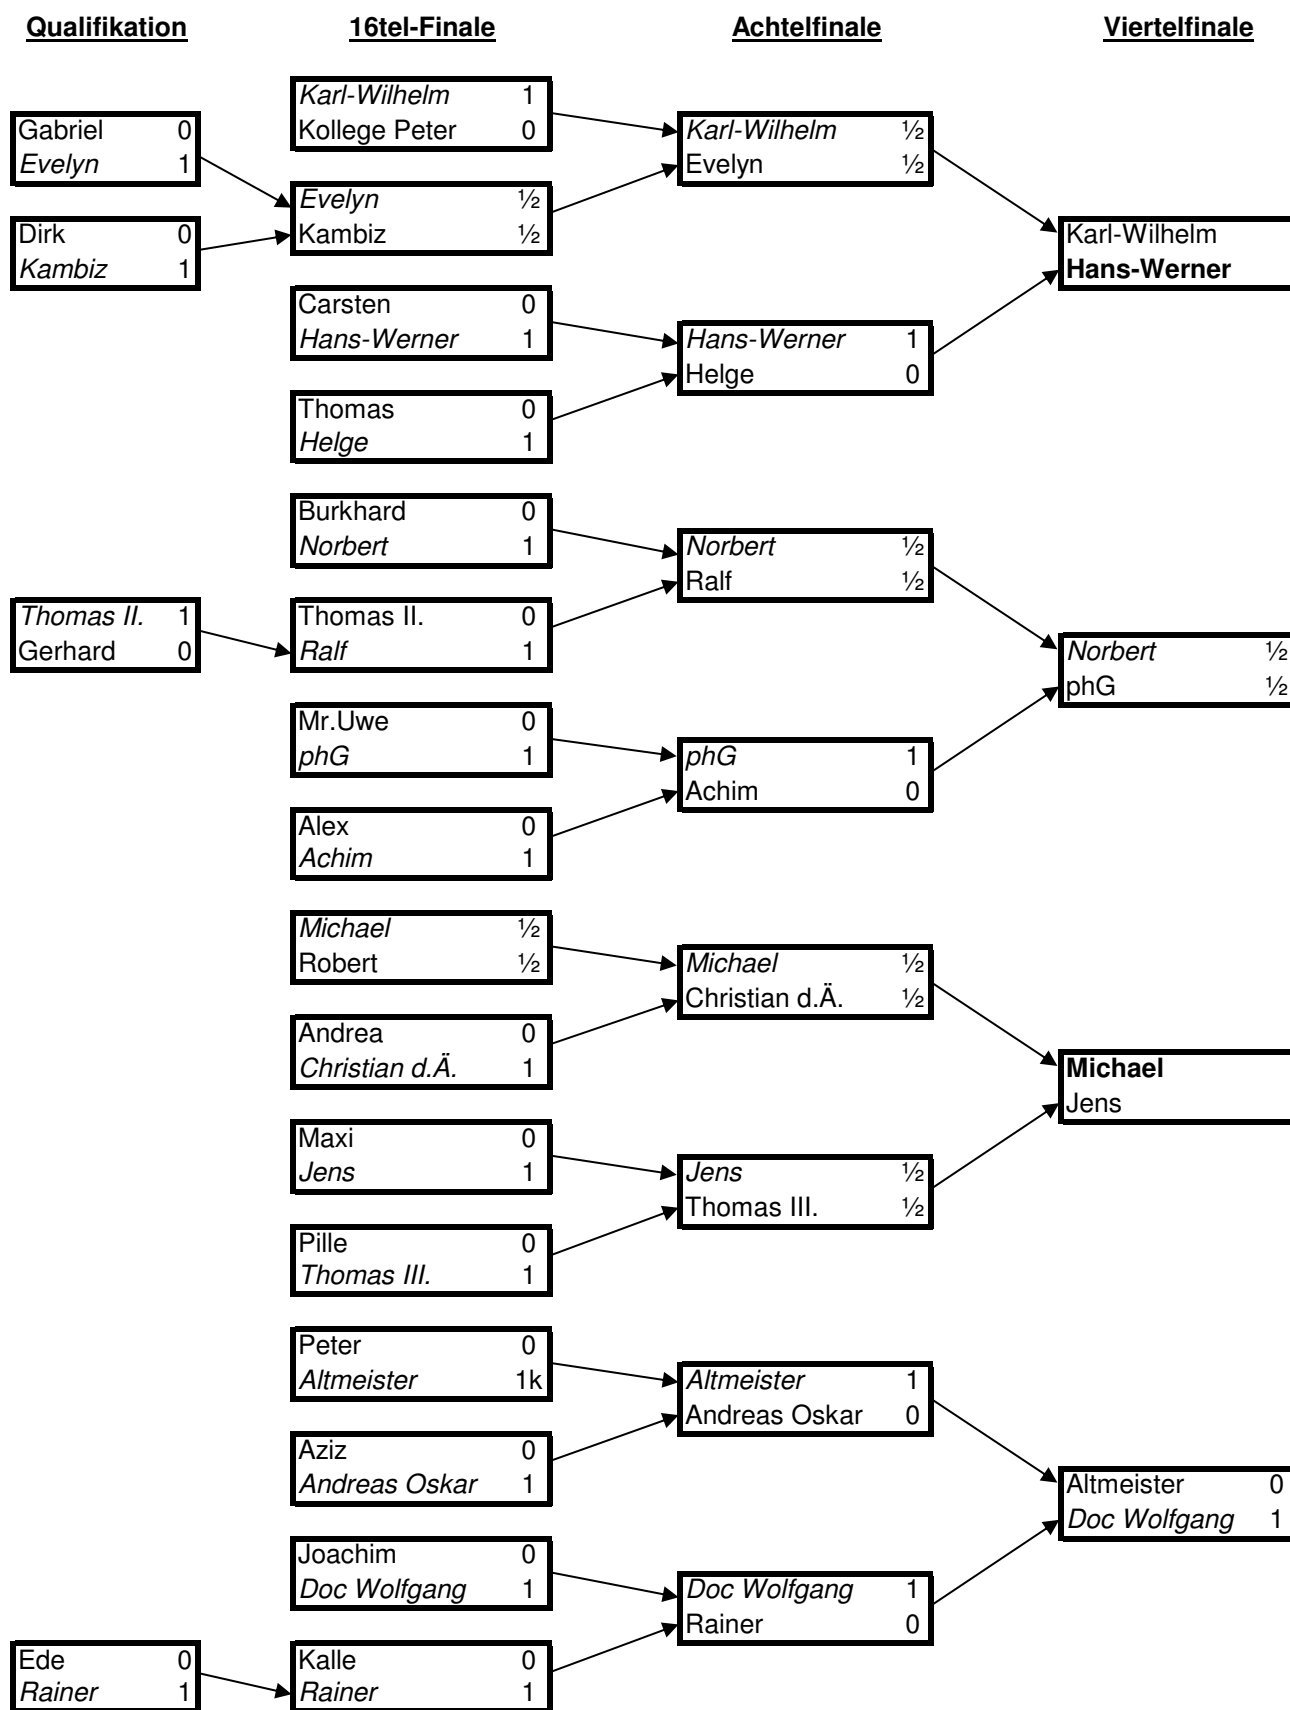 Qualifikation
16tel-Finale
Achtelfinale
Viertelfinale
Gabriel 0
Evelyn 1
Dirk 0
Kambiz 1
Thomas II. 1
Gerhard 0
Ede 0
Rainer 1
Karl-Wilhelm 1
Kollege Peter 0
Evelyn ½
Kambiz ½
Carsten 0
Hans-Werner 1
Thomas 0
Helge 1
Burkhard 0
Norbert 1
Thomas II. 0
Ralf 1
Mr.Uwe 0
phG 1
Alex 0
Achim 1
Michael ½
Robert ½
Andrea 0
Christian d.Ä. 1
Maxi 0
Jens 1
Pille 0
Thomas III. 1
Peter 0
Altmeister 1k
Aziz 0
Andreas Oskar 1
Joachim 0
Doc Wolfgang 1
Kalle 0
Rainer 1
Karl-Wilhelm ½
Evelyn ½
Hans-Werner 1
Helge 0
Norbert ½
Ralf ½
phG 1
Achim 0
Michael ½
Christian d.Ä. ½
Jens ½
Thomas III. ½
Altmeister 1
Andreas Oskar 0
Doc Wolfgang 1
Rainer 0
Karl-Wilhelm
Hans-Werner
Norbert ½
phG ½
Michael
Jens
Altmeister 0
Doc Wolfgang 1